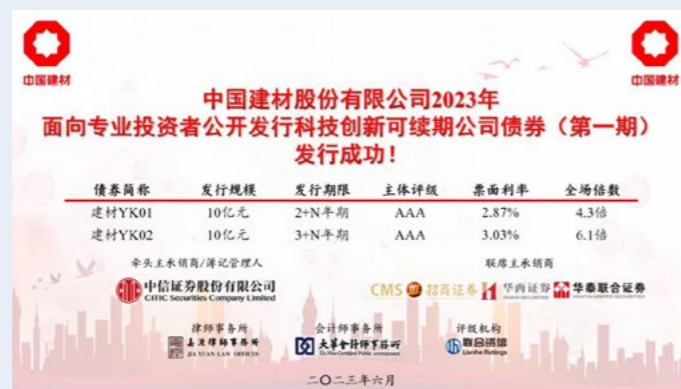 中国建材
中国建材
中国建材股份有限公司2023年
面向专业投资者公开发行科技创新可续期公司债券（第一期）
发行成功！
债券简称 发行规模 发行期限 主体评级 票面利率 全场倍数
建材YK01 10亿元 2+N年期 AAA 2.87% 4.3倍
建材YK02 10亿元 3+N年期 AAA 3.03% 6.1倍
牵头主承销商/簿记管理人 联席主承销商
中信证券股份有限公司 CMS 招商证券 华西证券 华泰联合证券
CITIC Securities Company Limited
律师事务所 会计师事务所 评级机构
嘉源律師事務所 大華會計師事務所 联合资信
JIA YUAN LAW OFFICES Lianhe Ratings
二〇二三年六月